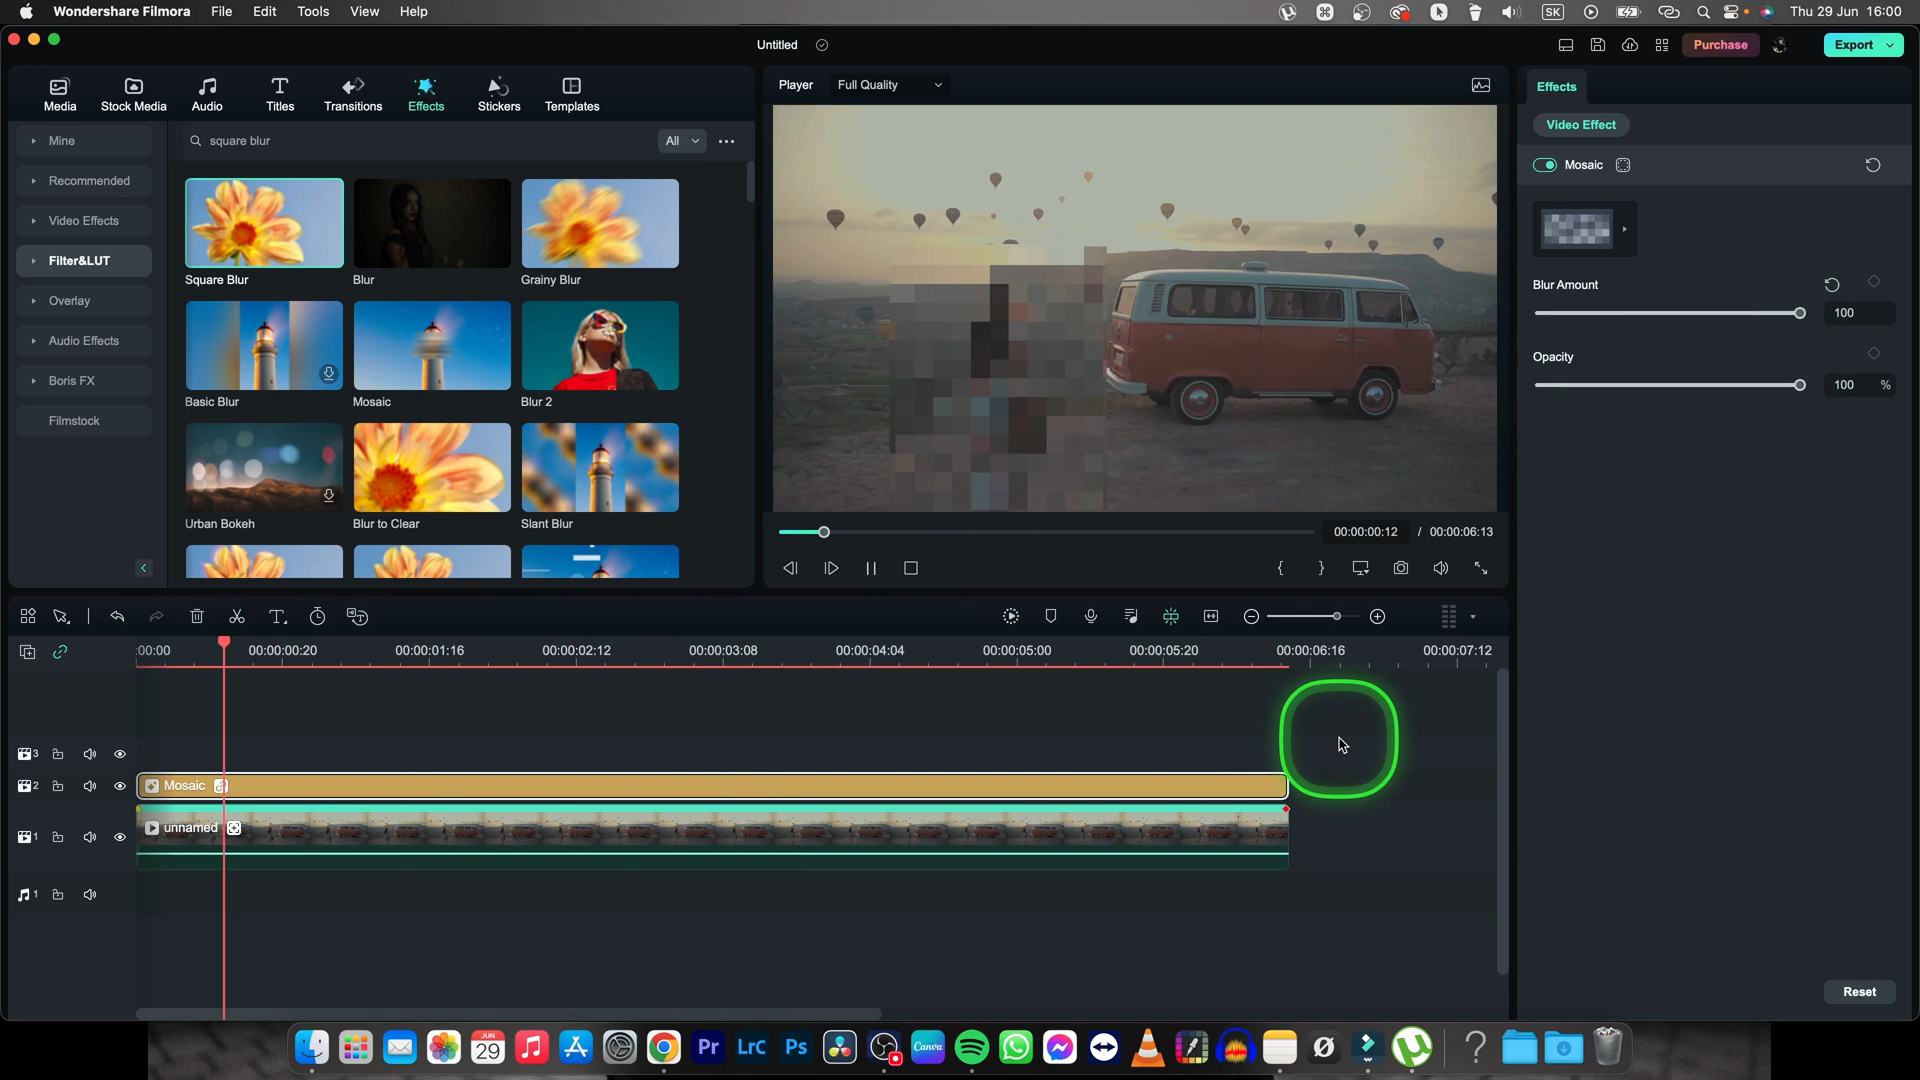 Wondershare Filmora File Edit Tools View Help
SK Thu 29 Jun 16:00
Untitled
Purchase Export
Media Stock Media Audio Titles Transitions Effects Stickers Templates
Player Full Quality
Effects
Video Effect
Mine
Recommended
Video Effects
Filter&LUT
Overlay
Audio Effects
Boris FX
Filmstock
square blur All
Square Blur Blur Grainy Blur
Basic Blur Mosaic Blur 2
Urban Bokeh Blur to Clear Slant Blur
00:00:00:12 / 00:00:06:13
Mosaic
Blur Amount
100
Opacity
100 %
:00:00 00:00:00:20 00:00:01:16 00:00:02:12 00:00:03:08 00:00:04:04 00:00:05:00 00:00:05:20 00:00:06:16 00:00:07:12
3
2 Mosaic
1 unnamed
1
Reset
JUN
29
Pr LrC Ps Canva